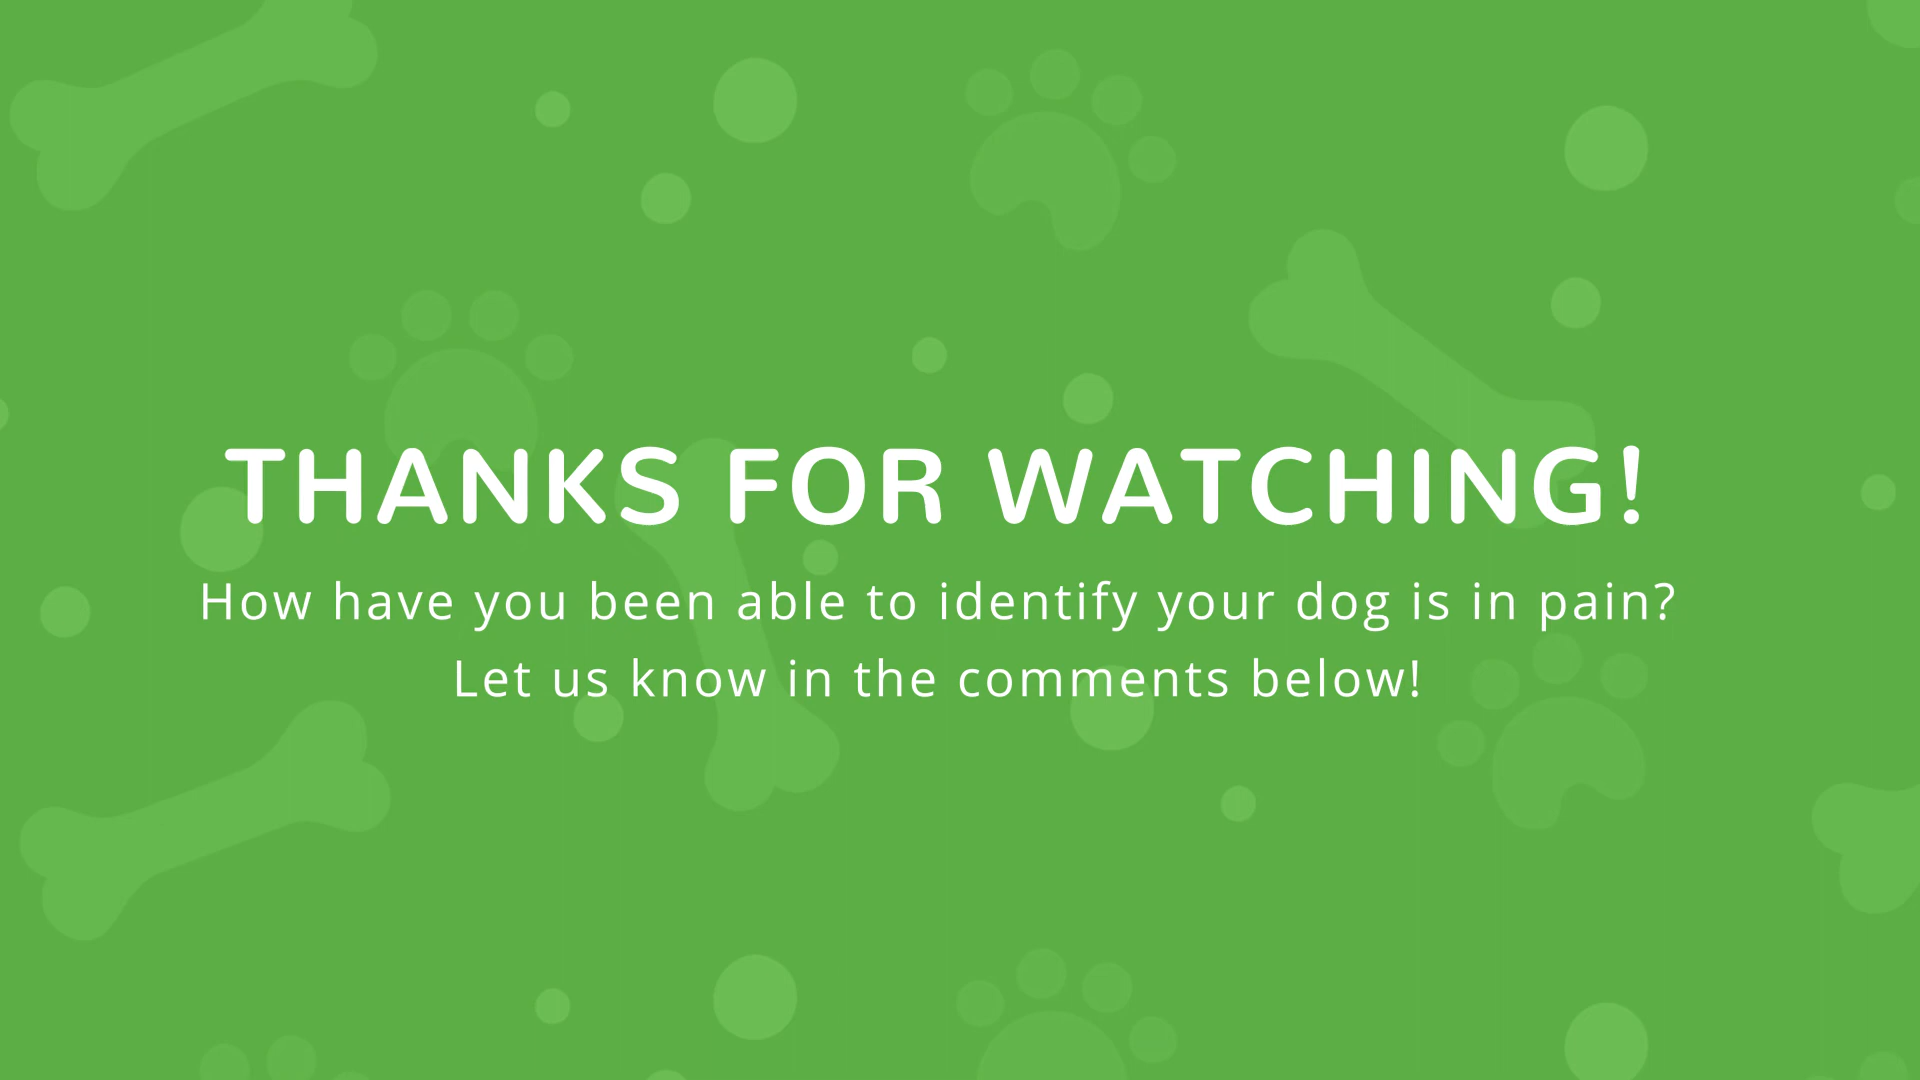 THANKS FOR WATCHING!
How have you been able to identify your dog is in pain?
Let us know in the comments below!